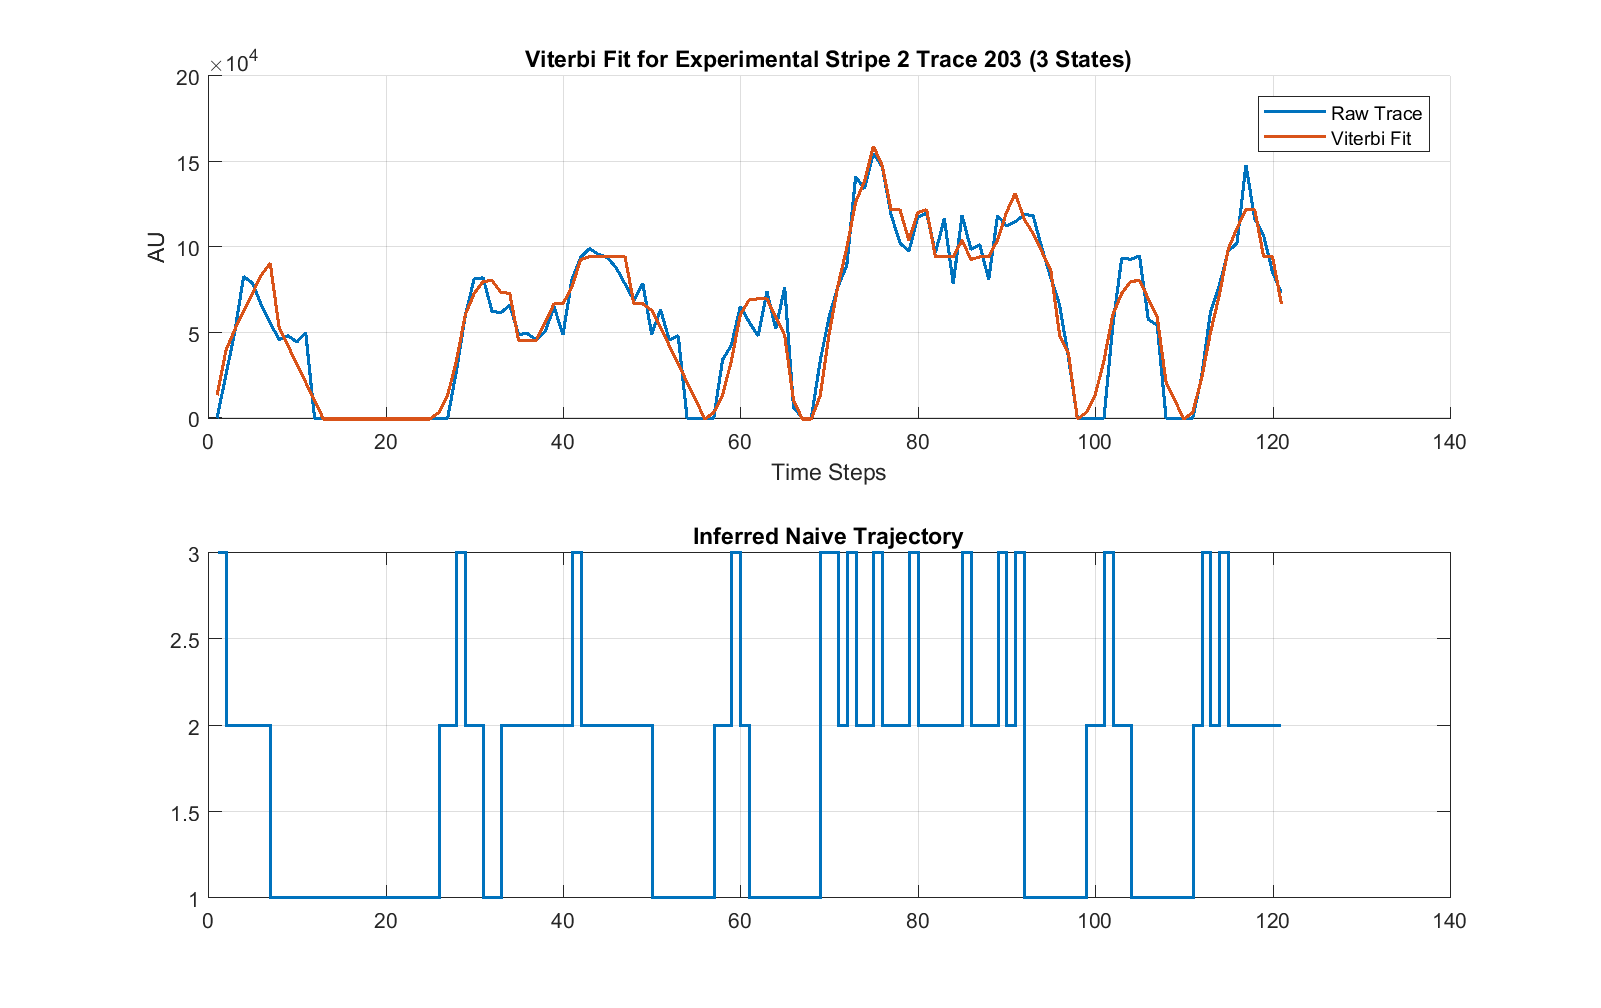 Viterbi Fit for Experimental Stripe 2 Trace 203 (3 States)
×10^4
20
15
10
5
0
AU
Raw Trace
Viterbi Fit
0 20 40 60 80 100 120 140
Time Steps
Inferred Naive Trajectory
3
2.5
2
1.5
1
0 20 40 60 80 100 120 140